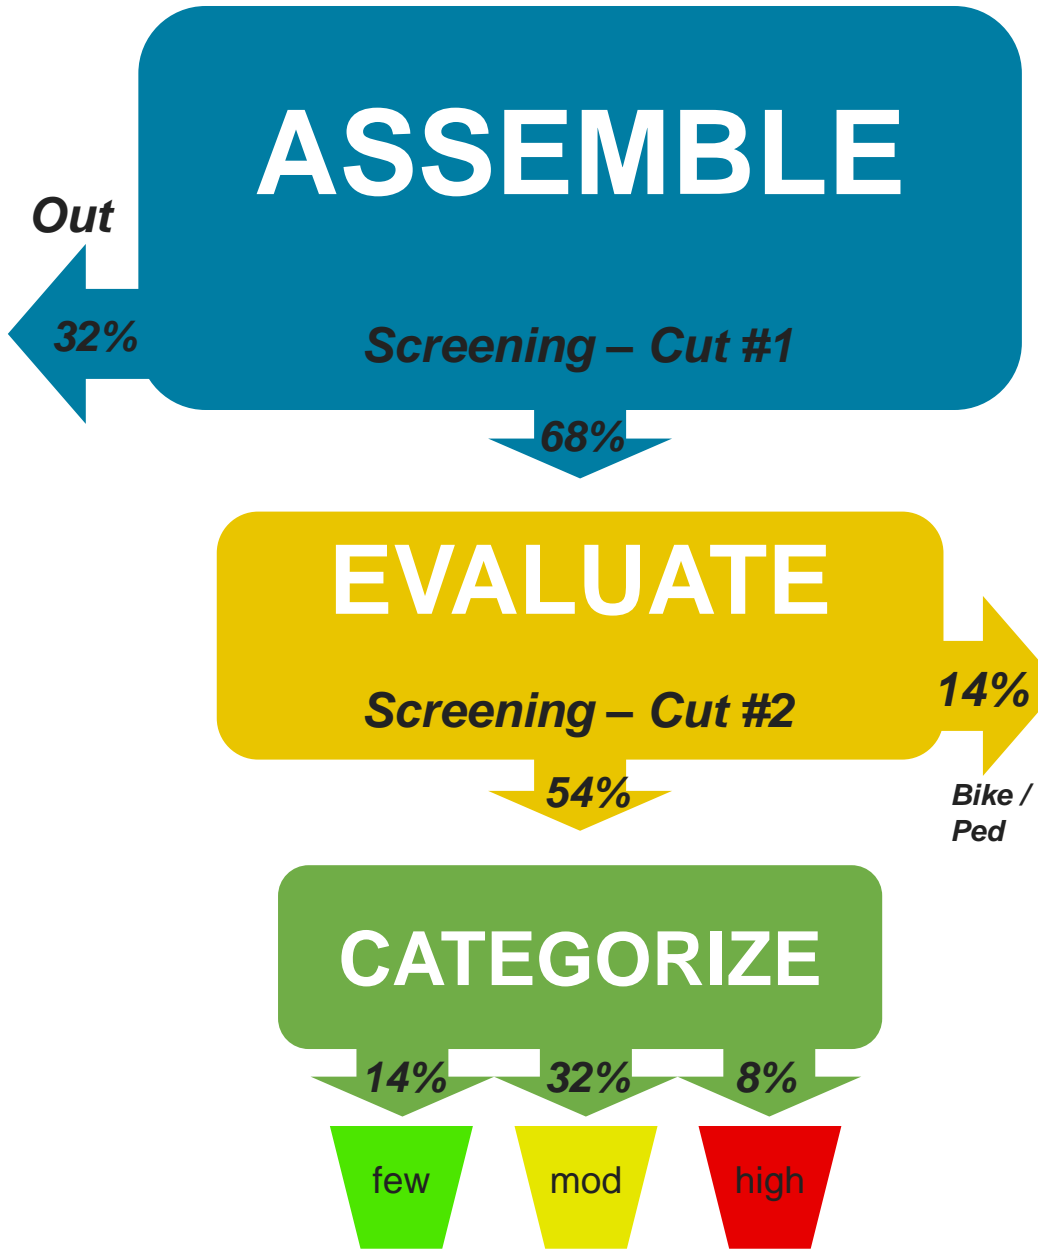 ASSEMBLE
Out
32%
Screening – Cut #1
68%
EVALUATE
Screening – Cut #2
14%
Bike /
Ped
54%
CATEGORIZE
14% 32% 8%
few mod high